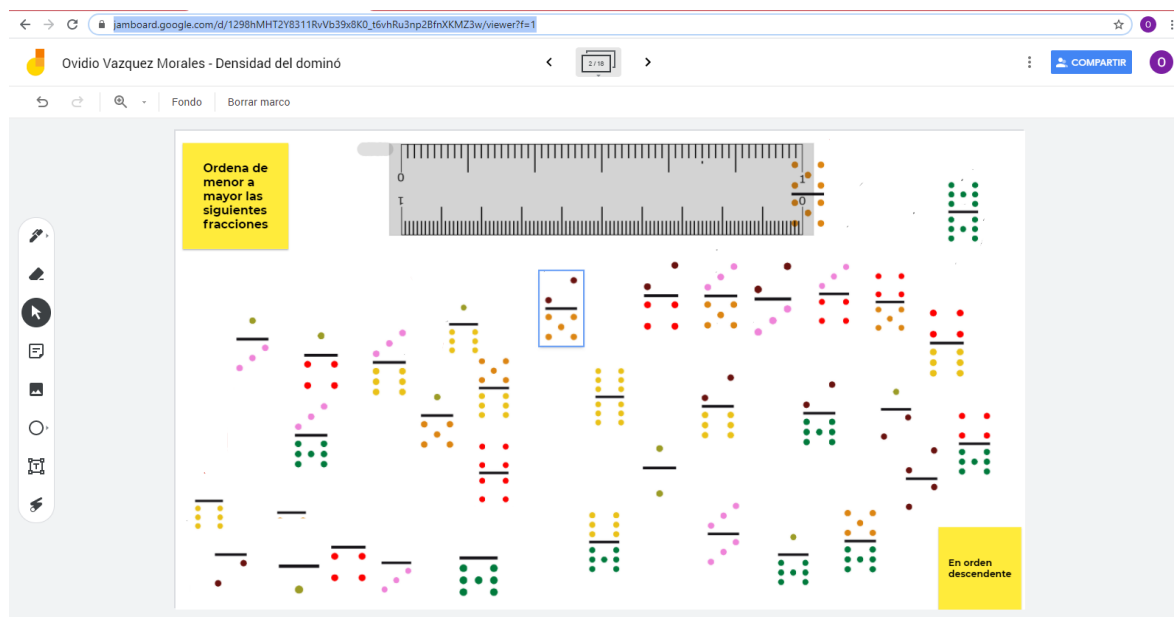 jamboard.google.com/d/1298hMHT2Y8311RvVb39x8K0_t6vhRu3np2BfnXKMZ3w/viewer?f=1
O
Ovidio Vazquez Morales - Densidad del dominó
2 / 18
COMPARTIR
O
Fondo
Borrar marco
Ordena de
menor a
mayor las
siguientes
fracciones
0
1
1
0
En orden
descendente